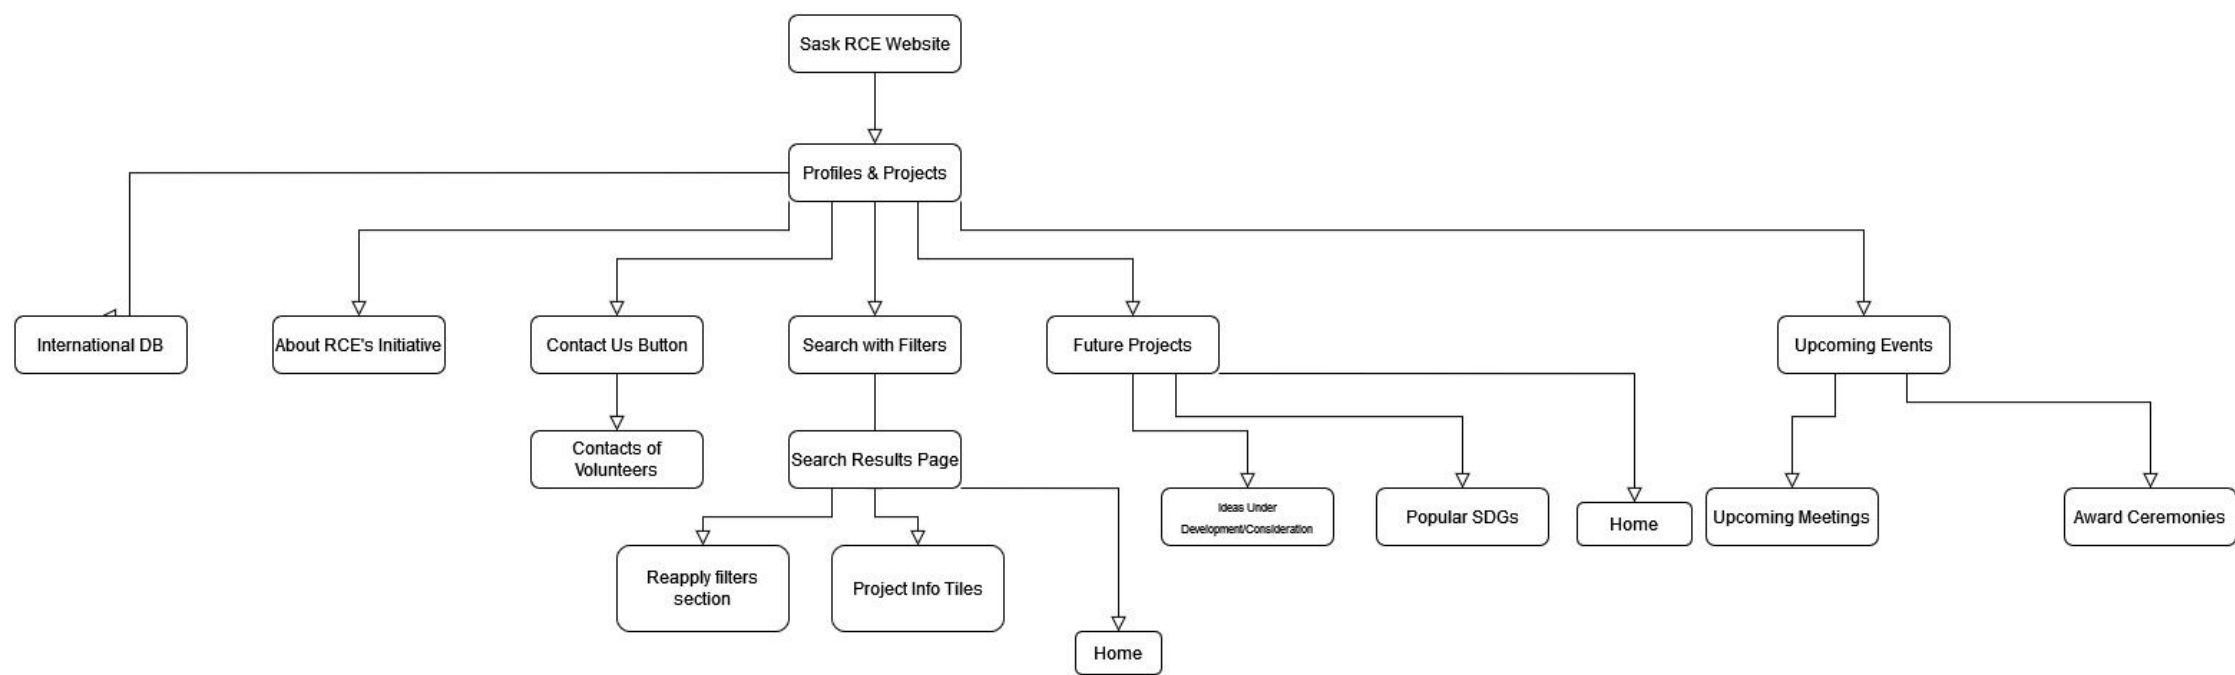 Sask RCE Website
Profiles & Projects
International DB
About RCE's Initiative
Contact Us Button
Search with Filters
Future Projects
Upcoming Events
Contacts of
Volunteers
Search Results Page
Ideas Under
Development/Consideration
Popular SDGs
Home
Upcoming Meetings
Award Ceremonies
Reapply filters
section
Project Info Tiles
Home